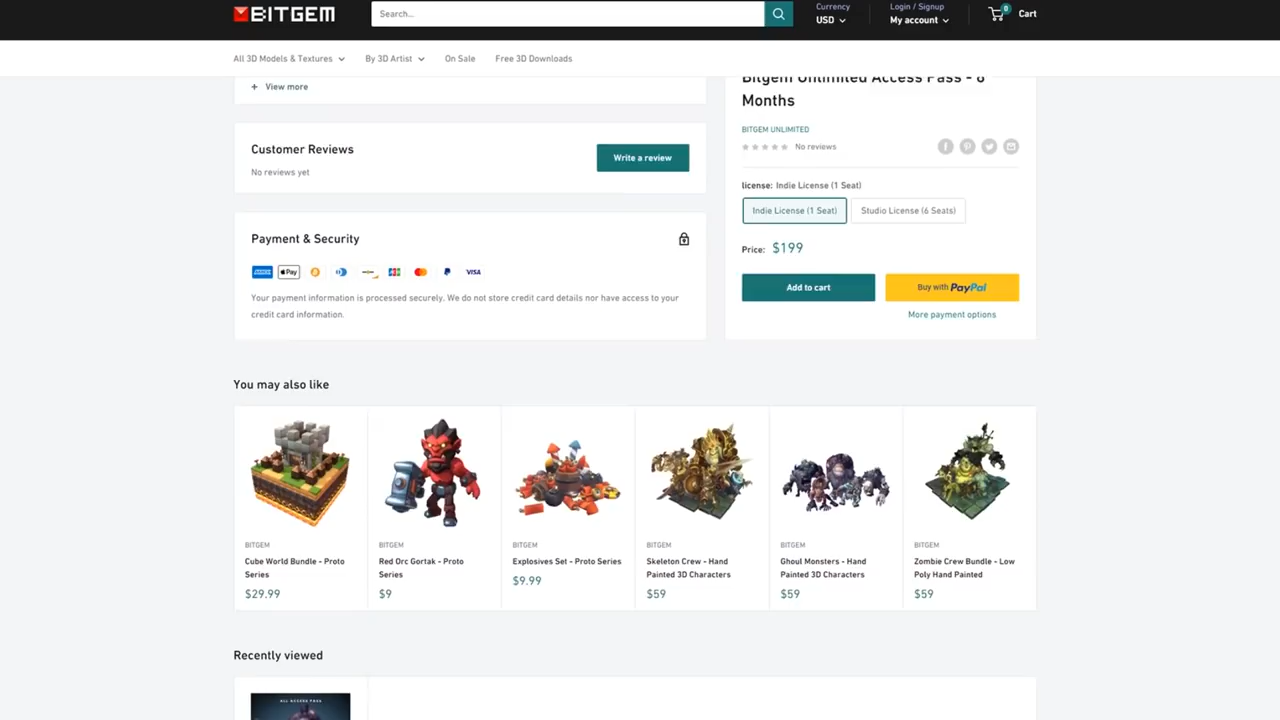 BITGEM
Search...
Currency
USD
Login / Signup
My account
0
Cart
All 3D Models & Textures
By 3D Artist
On Sale
Free 3D Downloads
+ View more
Customer Reviews
No reviews yet
Write a review
Payment & Security
Pay
VISA
Your payment information is processed securely. We do not store credit card details nor have access to your
credit card information.
Bitgem Unlimited Access Pass - 6
Months
BITGEM UNLIMITED
No reviews
license: Indie License (1 Seat)
Indie License (1 Seat)
Studio License (6 Seats)
Price: $199
Add to cart
Buy with PayPal
More payment options
You may also like
BITGEM
Cube World Bundle - Proto
Series
$29.99
BITGEM
Red Orc Gortak - Proto
Series
$9
BITGEM
Explosives Set - Proto Series
$9.99
BITGEM
Skeleton Crew - Hand
Painted 3D Characters
$59
BITGEM
Ghoul Monsters - Hand
Painted 3D Characters
$59
BITGEM
Zombie Crew Bundle - Low
Poly Hand Painted
$59
Recently viewed
ALL ACCESS PASS